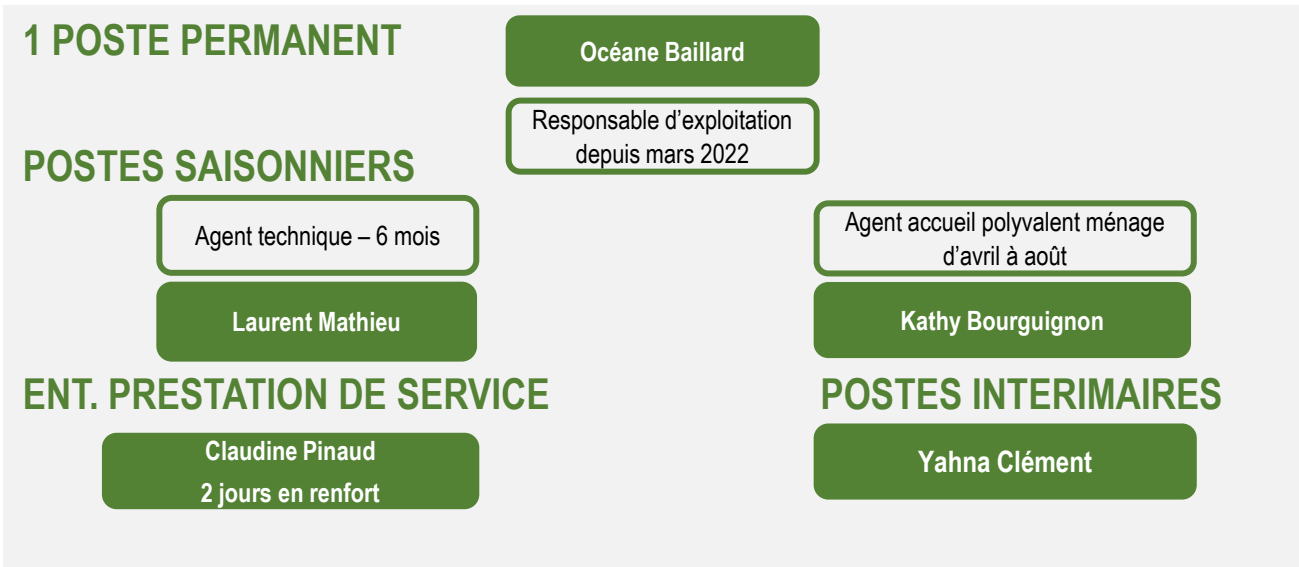 1 POSTE PERMANENT
Océane Baillard
Responsable d'exploitation
depuis mars 2022
POSTES SAISONNIERS
Agent technique – 6 mois
Laurent Mathieu
Agent accueil polyvalent ménage
d'avril à août
Kathy Bourguignon
ENT. PRESTATION DE SERVICE
Claudine Pinaud
2 jours en renfort
POSTES INTERIMAIRES
Yahna Clément